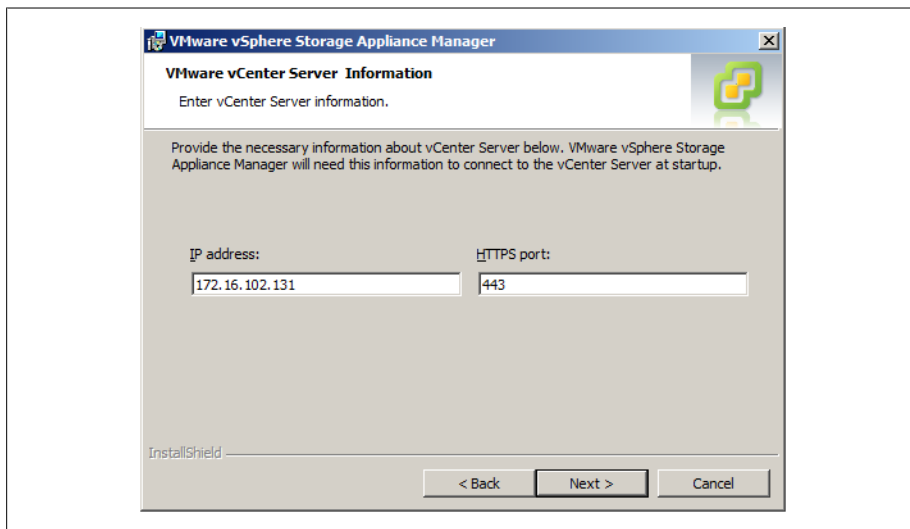 VMware vSphere Storage Appliance Manager
VMware vCenter Server Information
Enter vCenter Server information.
Provide the necessary information about vCenter Server below. VMware vSphere Storage
Appliance Manager will need this information to connect to the vCenter Server at startup.
IP address:
HTTPS port:
172.16.102.131
443
InstallShield
< Back
Next >
Cancel